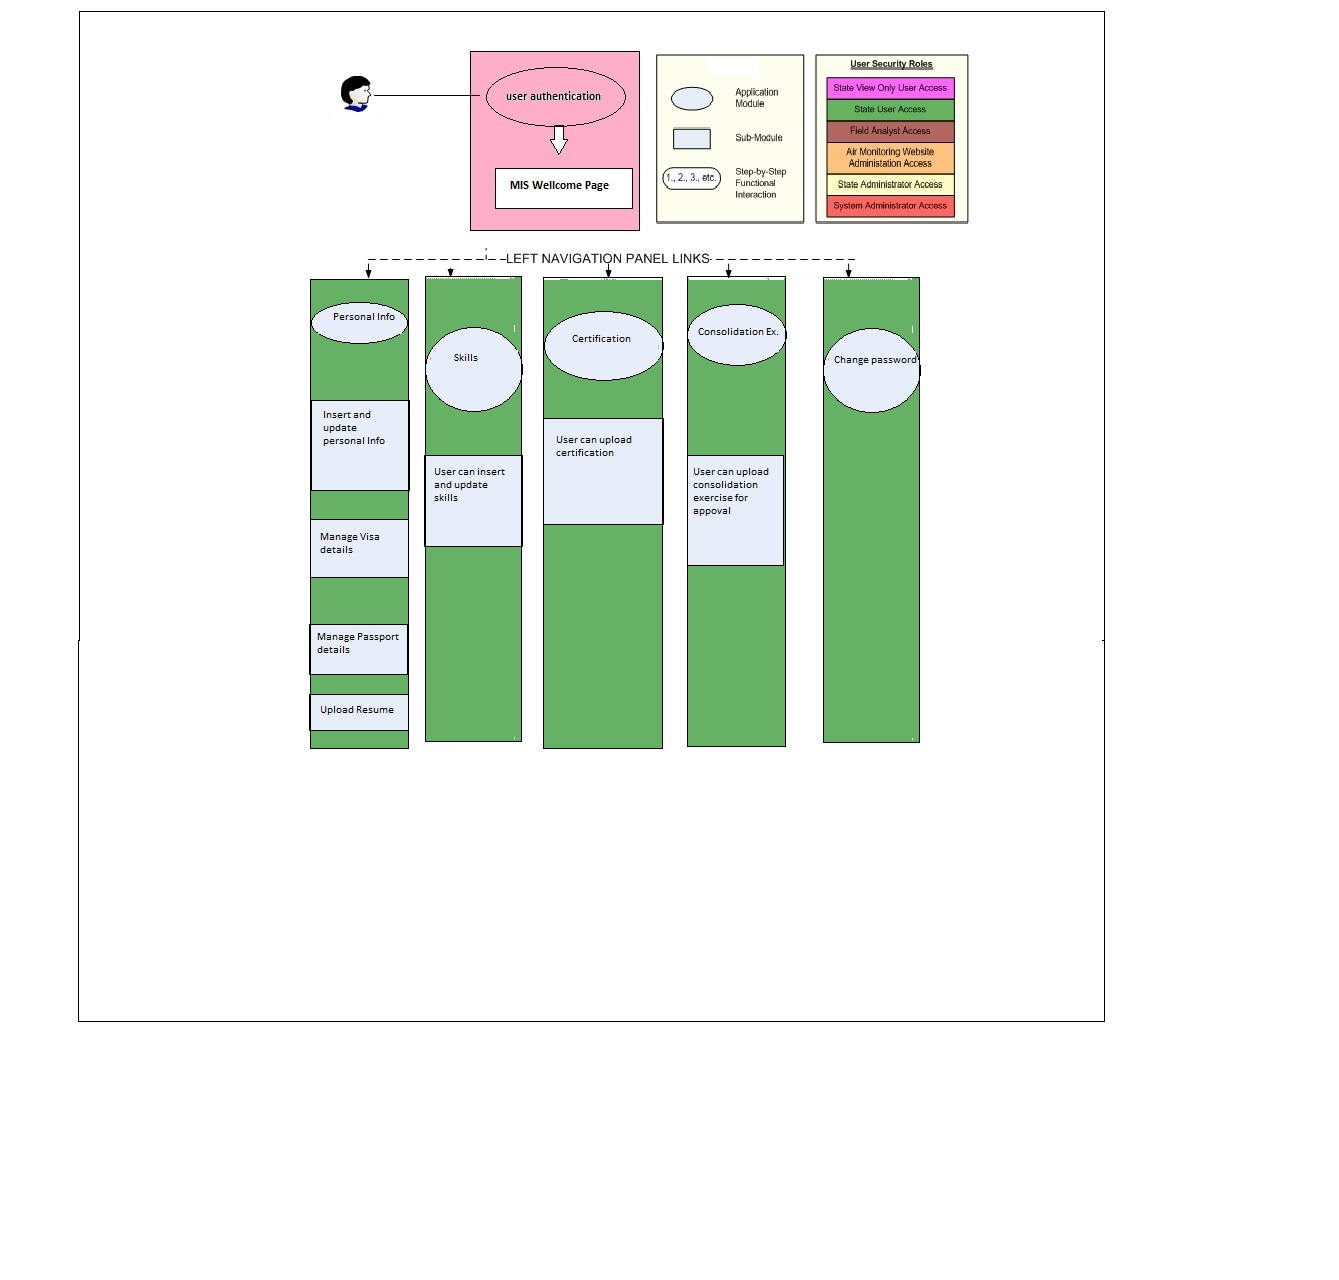 user authentication
MIS Wellcome Page
Application
Module
Sub-Module
1., 2., 3., etc.
Step-by-Step
Functional
Interaction
User Security Roles
State View Only User Access
State User Access
Field Analyst Access
Air Monitoring Website
Administation Access
State Administrator Access
System Administrator Access
LEFT NAVIGATION PANEL LINKS
Personal Info
Insert and
update
personal Info
Manage Visa
details
Manage Passport
details
Upload Resume
Skills
User can insert
and update
skills
Certification
User can upload
certification
Consolidation Ex.
User can upload
consolidation
exercise for
appoval
Change password